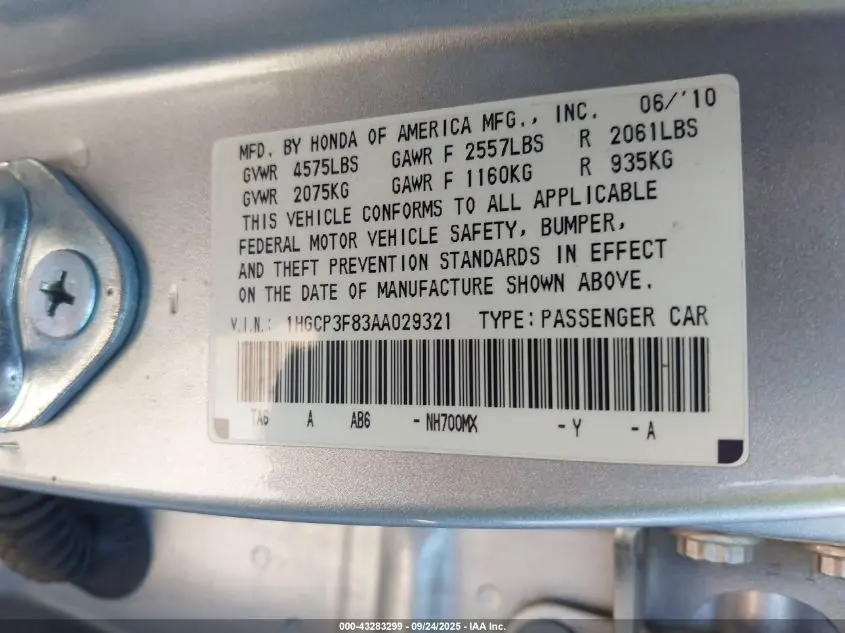 MFD. BY HONDA OF AMERICA MFG., INC. 06/'10
GVWR 4575LBS GAWR F 2557LBS R 2061LBS
GVWR 2075KG GAWR F 1160KG R 935KG
THIS VEHICLE CONFORMS TO ALL APPLICABLE
FEDERAL MOTOR VEHICLE SAFETY, BUMPER,
AND THEFT PREVENTION STANDARDS IN EFFECT
ON THE DATE OF MANUFACTURE SHOWN ABOVE.
V.I.N.: 1HGCP3F83AA029321 TYPE: PASSENGER CAR
TA6 A AB6 - NH700MX - Y - A
000-43283299 - 09/24/2025 - IAA Inc.